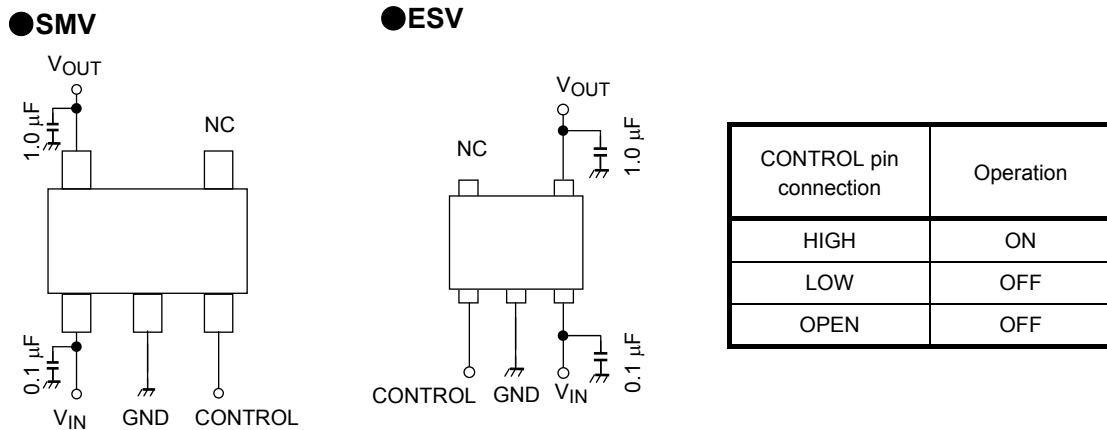 ●SMV
VOUT
1.0 μF
NC
0.1 μF
VIN GND CONTROL
●ESV
VOUT
NC
1.0 μF
0.1 μF
CONTROL GND VIN
CONTROL pin
connection
Operation
HIGH ON
LOW OFF
OPEN OFF